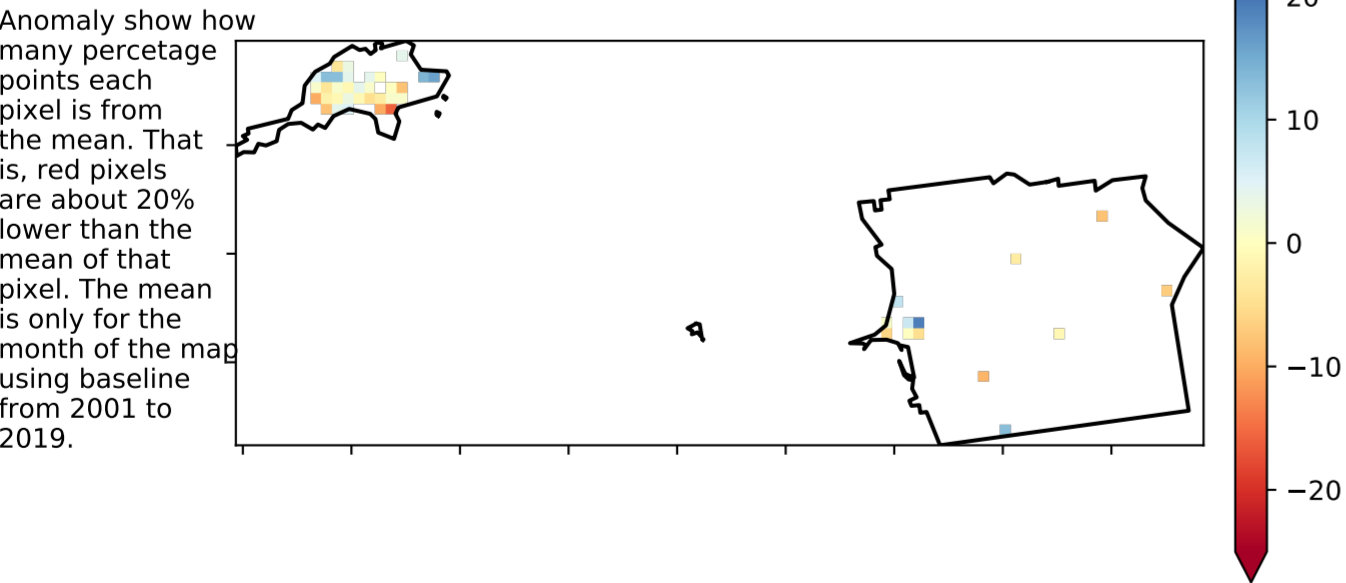 Anomaly show how
many percetage
points each
pixel is from
the mean. That
is, red pixels
are about 20%
lower than the
mean of that
pixel. The mean
is only for the
month of the map
using baseline
from 2001 to
2019.
20
10
0
−10
−20